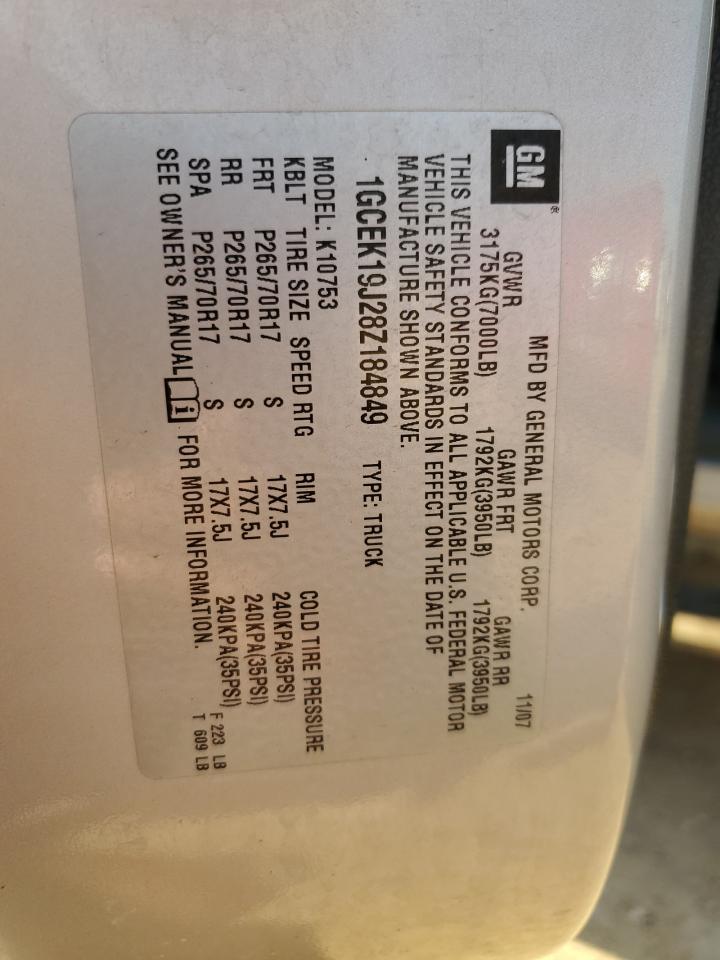 GM®
MFD BY GENERAL MOTORS CORP. 11/07
GVWR GAWR FRT GAWR RR
3175KG(7000LB) 1792KG(3950LB) 1792KG(3950LB)
THIS VEHICLE CONFORMS TO ALL APPLICABLE U.S. FEDERAL MOTOR
VEHICLE SAFETY STANDARDS IN EFFECT ON THE DATE OF
MANUFACTURE SHOWN ABOVE.
1GCEK19J28Z184849 TYPE: TRUCK
MODEL: K10753
KBLT TIRE SIZE SPEED RTG RIM COLD TIRE PRESSURE
FRT P265/70R17 S 17X7.5J 240KPA(35PSI)
RR P265/70R17 S 17X7.5J 240KPA(35PSI)
SPA P265/70R17 S 17X7.5J 240KPA(35PSI)
SEE OWNER'S MANUAL i FOR MORE INFORMATION.
F 223 LB
T 609 LB